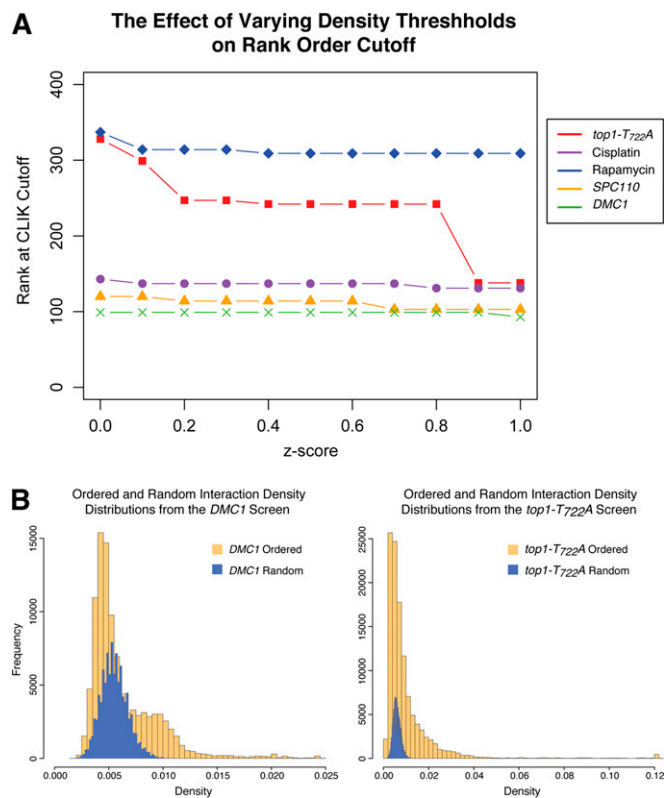 A
The Effect of Varying Density Threshholds
on Rank Order Cutoff
400
300
200
100
0
Rank at CLIK Cutoff
0.0 0.2 0.4 0.6 0.8 1.0
z-score
top1-T722A
Cisplatin
Rapamycin
SPC110
DMC1
B
Ordered and Random Interaction Density
Distributions from the DMC1 Screen
DMC1 Ordered
DMC1 Random
15000
10000
5000
0
Frequency
0.000 0.005 0.010 0.015 0.020 0.025
Density
Ordered and Random Interaction Density
Distributions from the top1-T722A Screen
top1-T722A Ordered
top1-T722A Random
25000
20000
15000
10000
5000
0
0.00 0.02 0.04 0.06 0.08 0.10 0.12
Density